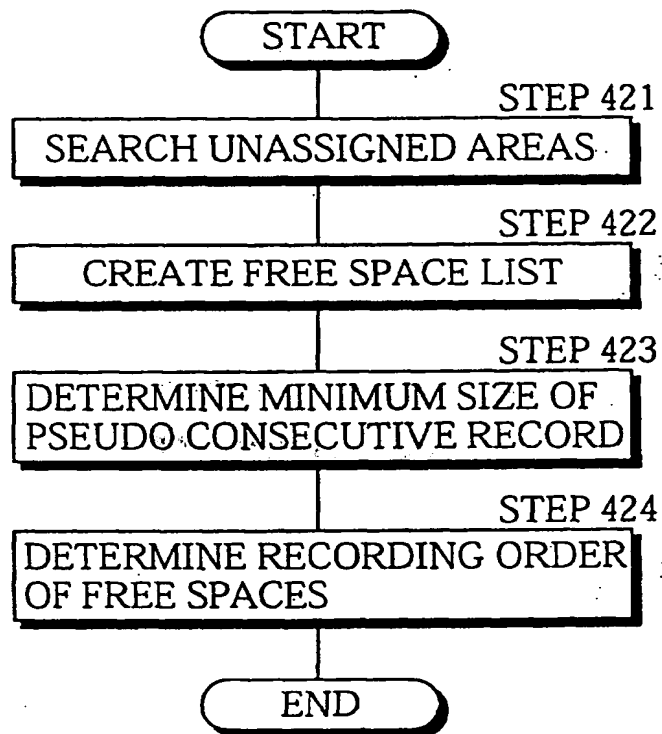 START
STEP 421
SEARCH UNASSIGNED AREAS
STEP 422
CREATE FREE SPACE LIST
STEP 423
DETERMINE MINIMUM SIZE OF
PSEUDO CONSECUTIVE RECORD
STEP 424
DETERMINE RECORDING ORDER
OF FREE SPACES
END